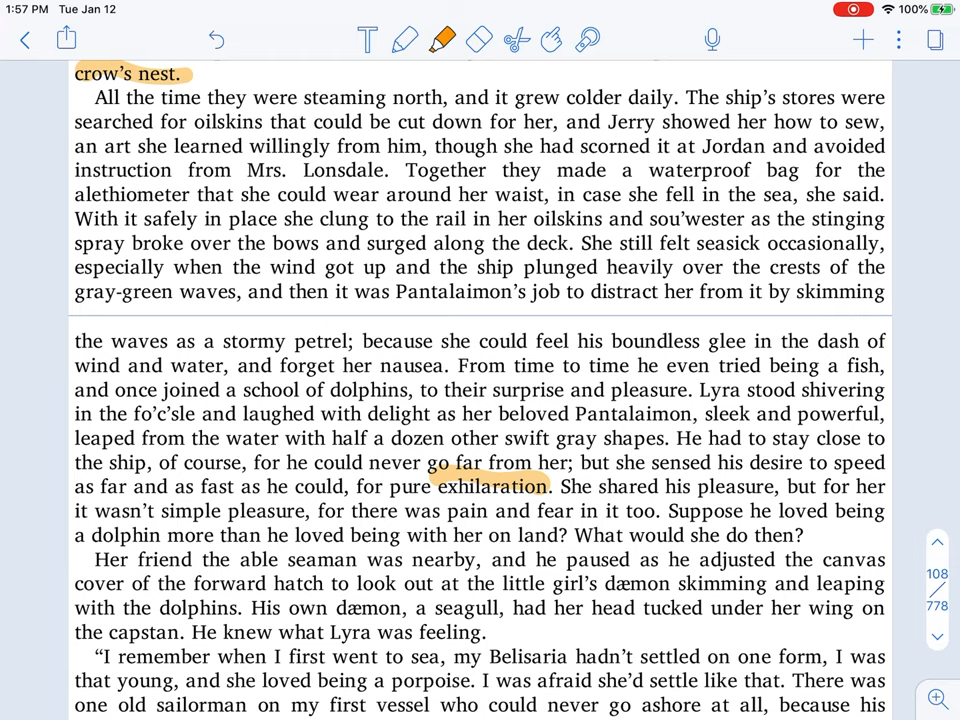 1:57 PM Tue Jan 12 100%
T
crow’s nest.
All the time they were steaming north, and it grew colder daily. The ship’s stores were
searched for oilskins that could be cut down for her, and Jerry showed her how to sew,
an art she learned willingly from him, though she had scorned it at Jordan and avoided
instruction from Mrs. Lonsdale. Together they made a waterproof bag for the
alethiometer that she could wear around her waist, in case she fell in the sea, she said.
With it safely in place she clung to the rail in her oilskins and sou’wester as the stinging
spray broke over the bows and surged along the deck. She still felt seasick occasionally,
especially when the wind got up and the ship plunged heavily over the crests of the
gray-green waves, and then it was Pantalaimon’s job to distract her from it by skimming
the waves as a stormy petrel; because she could feel his boundless glee in the dash of
wind and water, and forget her nausea. From time to time he even tried being a fish,
and once joined a school of dolphins, to their surprise and pleasure. Lyra stood shivering
in the fo’c’sle and laughed with delight as her beloved Pantalaimon, sleek and powerful,
leaped from the water with half a dozen other swift gray shapes. He had to stay close to
the ship, of course, for he could never go far from her; but she sensed his desire to speed
as far and as fast as he could, for pure exhilaration. She shared his pleasure, but for her
it wasn’t simple pleasure, for there was pain and fear in it too. Suppose he loved being
a dolphin more than he loved being with her on land? What would she do then?
Her friend the able seaman was nearby, and he paused as he adjusted the canvas
cover of the forward hatch to look out at the little girl’s dæmon skimming and leaping
with the dolphins. His own dæmon, a seagull, had her head tucked under her wing on
the capstan. He knew what Lyra was feeling.
“I remember when I first went to sea, my Belisaria hadn’t settled on one form, I was
that young, and she loved being a porpoise. I was afraid she’d settle like that. There was
one old sailorman on my first vessel who could never go ashore at all, because his
108
/
778